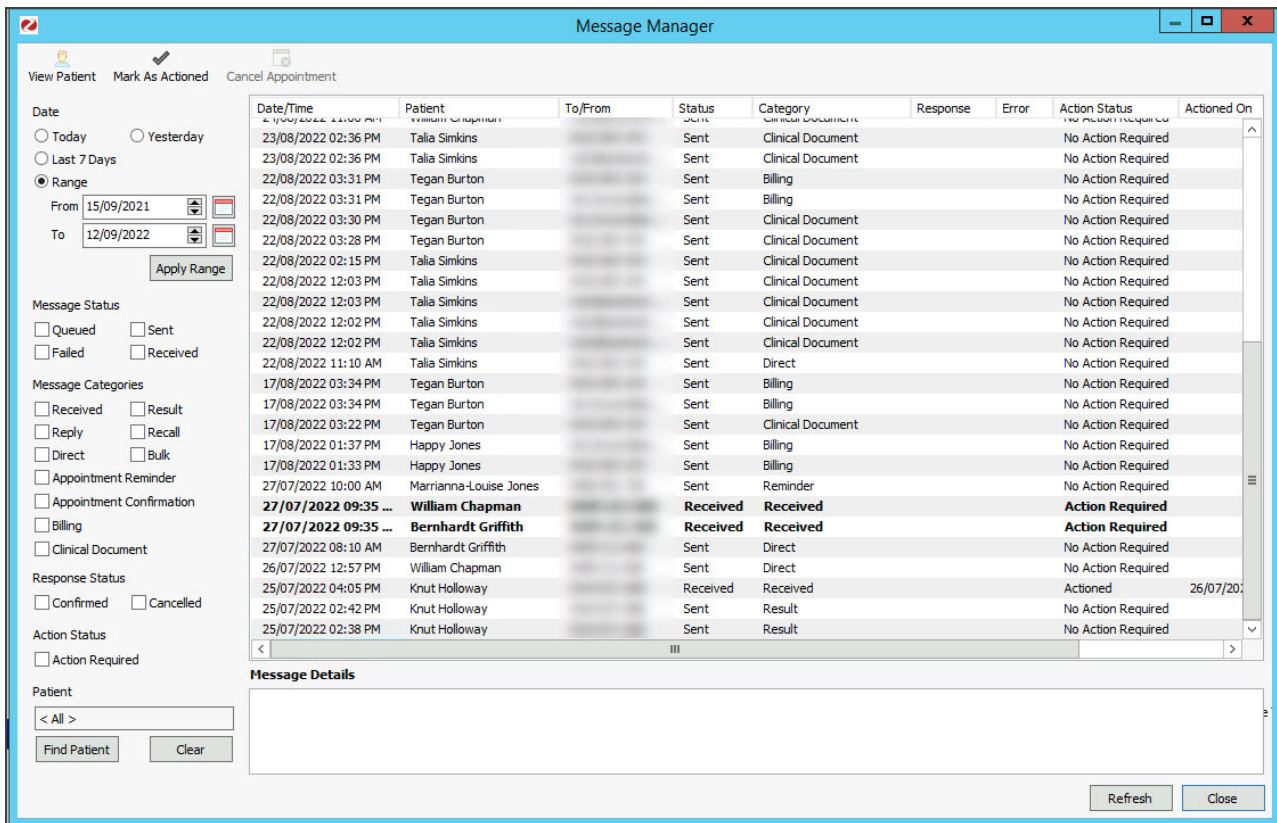 Message Manager
View Patient Mark As Actioned Cancel Appointment
Date
Today Yesterday
Last 7 Days
Range
From 15/09/2021
To 12/09/2022
Apply Range
Message Status
Queued Sent
Failed Received
Message Categories
Received Result
Reply Recall
Direct Bulk
Appointment Reminder
Appointment Confirmation
Billing
Clinical Document
Response Status
Confirmed Cancelled
Action Status
Action Required
Patient
< All >
Find Patient Clear
Date/Time Patient To/From Status Category Response Error Action Status Actioned On
William Chapman Sent Clinical Document No Action Required
23/08/2022 02:36 PM Talia Simkins Sent Clinical Document No Action Required
23/08/2022 02:36 PM Talia Simkins Sent Clinical Document No Action Required
22/08/2022 03:31 PM Tegan Burton Sent Billing No Action Required
22/08/2022 03:31 PM Tegan Burton Sent Billing No Action Required
22/08/2022 03:30 PM Tegan Burton Sent Clinical Document No Action Required
22/08/2022 03:28 PM Tegan Burton Sent Clinical Document No Action Required
22/08/2022 02:15 PM Tegan Burton Sent Clinical Document No Action Required
22/08/2022 12:03 PM Talia Simkins Sent Clinical Document No Action Required
22/08/2022 12:03 PM Talia Simkins Sent Clinical Document No Action Required
22/08/2022 12:02 PM Talia Simkins Sent Clinical Document No Action Required
22/08/2022 12:02 PM Talia Simkins Sent Clinical Document No Action Required
22/08/2022 11:10 AM Talia Simkins Sent Direct No Action Required
17/08/2022 03:34 PM Tegan Burton Sent Billing No Action Required
17/08/2022 03:34 PM Tegan Burton Sent Billing No Action Required
17/08/2022 03:22 PM Tegan Burton Sent Clinical Document No Action Required
17/08/2022 01:37 PM Happy Jones Sent Billing No Action Required
17/08/2022 01:33 PM Happy Jones Sent Billing No Action Required
27/07/2022 10:00 AM Marrianna-Louise Jones Sent Reminder No Action Required
27/07/2022 09:35 ... William Chapman Received Received Action Required
27/07/2022 09:35 ... Bernhardt Griffith Received Received Action Required
27/07/2022 08:10 AM Bernhardt Griffith Sent Direct No Action Required
26/07/2022 12:57 PM William Chapman Sent Direct No Action Required
25/07/2022 04:05 PM Knut Holloway Received Received Actioned 26/07/202
25/07/2022 02:42 PM Knut Holloway Sent Result No Action Required
25/07/2022 02:38 PM Knut Holloway Sent Result No Action Required
Message Details
Refresh Close